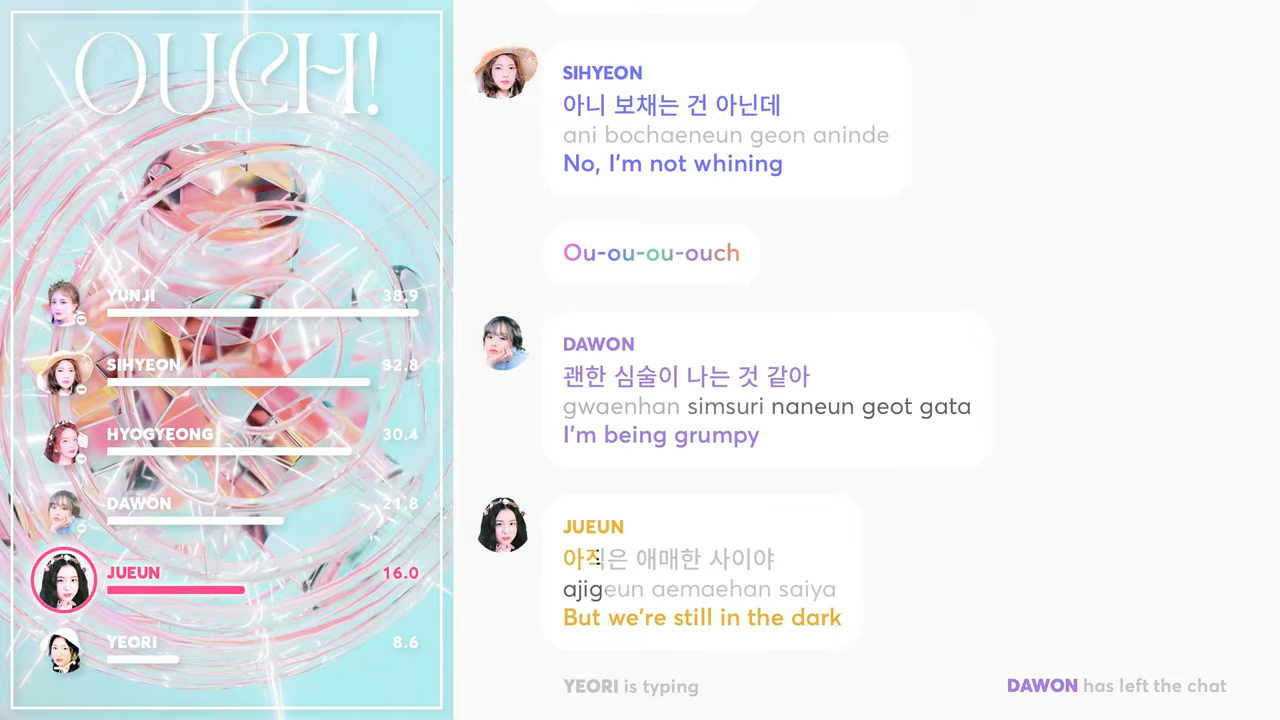 OUCH!
YUNJI 38.9
SIHYEON 32.8
HYOGYEONG 30.4
DAWON 21.8
JUEUN 16.0
YEORI 8.6
SIHYEON
아니 보채는 건 아닌데
ani bochaeneun geon aninde
No, I'm not whining
Ou-ou-ou-ouch
DAWON
괜한 심술이 나는 것 같아
gwaenhan simsuri naneun geot gata
I'm being grumpy
JUEUN
아직은 애매한 사이야
ajigeun aemaehan saiya
But we're still in the dark
YEORI is typing
DAWON has left the chat